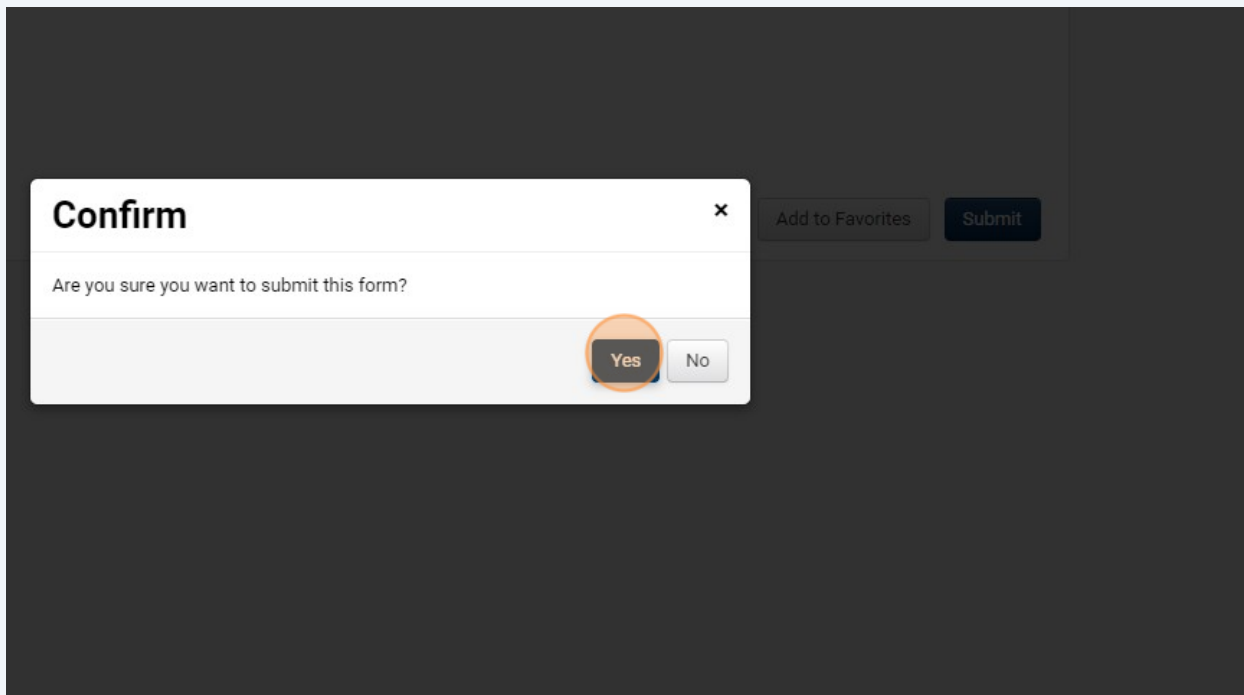 Confirm
×
Add to Favorites
Submit
Are you sure you want to submit this form?
Yes
No